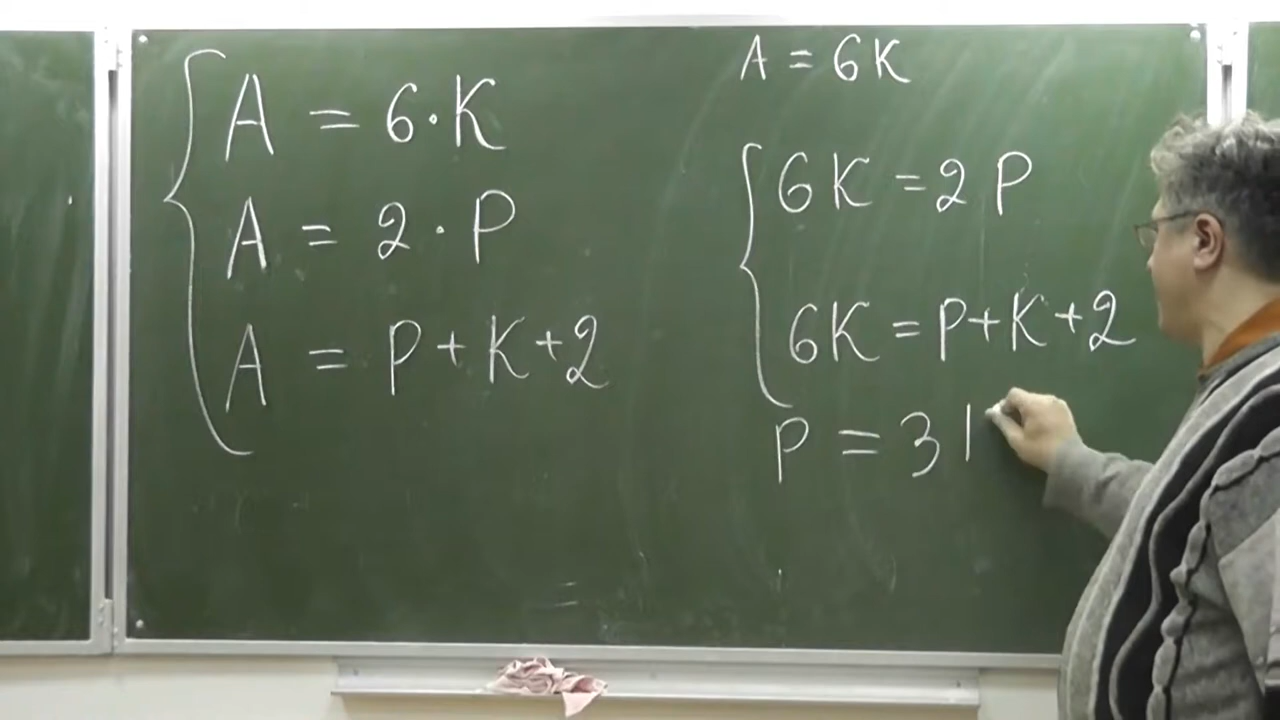 A = 6·K
A = 2·P
A = P+K+2
A = 6K
6K = 2P
6K = P+K+2
P = 3